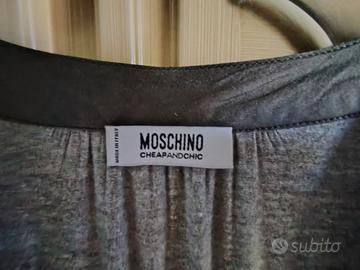 MADE IN ITALY
MOSCHINO
CHEAPANDCHIC
subito